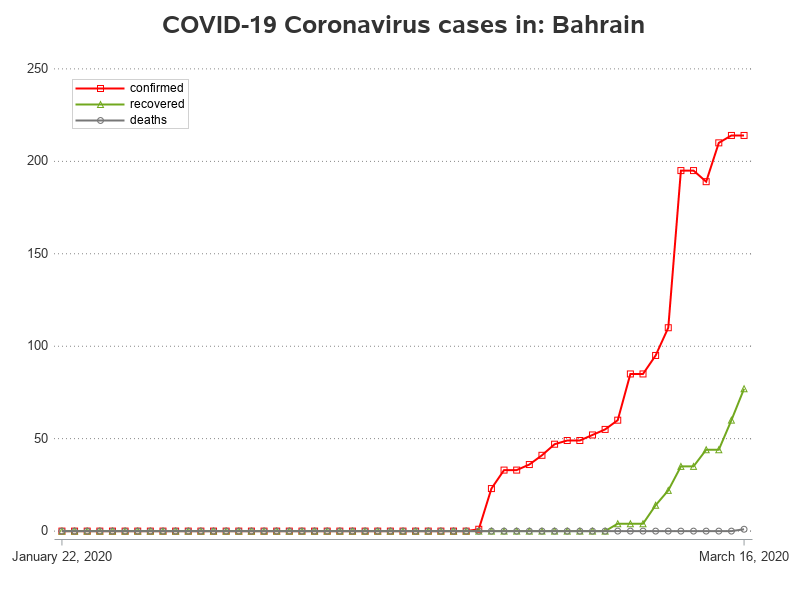 COVID-19 Coronavirus cases in: Bahrain
250
confirmed
recovered
deaths
200
150
100
50
0
January 22, 2020
March 16, 2020